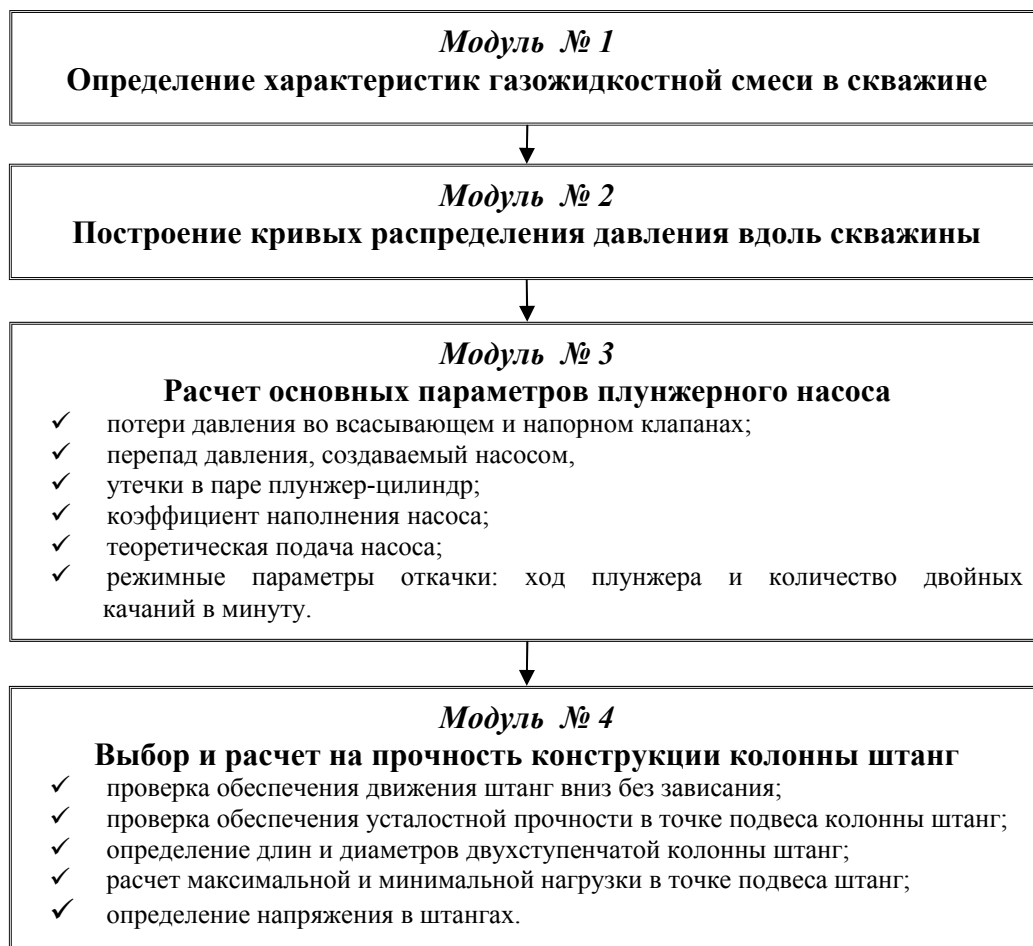 Модуль № 1
Определение характеристик газожидкостной смеси в скважине
Модуль № 2
Построение кривых распределения давления вдоль скважины
Модуль № 3
Расчет основных параметров плунжерного насоса
✓ потери давления во всасывающем и напорном клапанах;
✓ перепад давления, создаваемый насосом,
✓ утечки в паре плунжер-цилиндр;
✓ коэффициент наполнения насоса;
✓ теоретическая подача насоса;
✓ режимные параметры откачки: ход плунжера и количество двойных
качаний в минуту.
Модуль № 4
Выбор и расчет на прочность конструкции колонны штанг
✓ проверка обеспечения движения штанг вниз без зависания;
✓ проверка обеспечения усталостной прочности в точке подвеса колонны штанг;
✓ определение длин и диаметров двухступенчатой колонны штанг;
✓ расчет максимальной и минимальной нагрузки в точке подвеса штанг;
✓ определение напряжения в штангах.